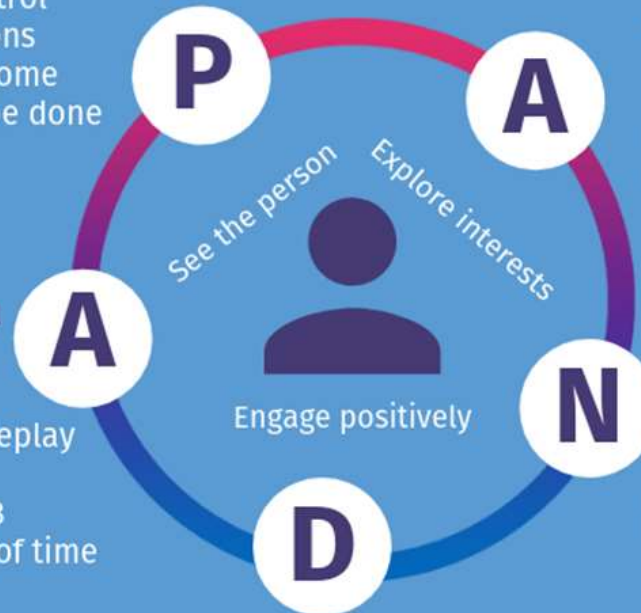 ens
ome
e done
P
A
See the person
Explore interests
A
N
Engage positively
eplay
of time
D